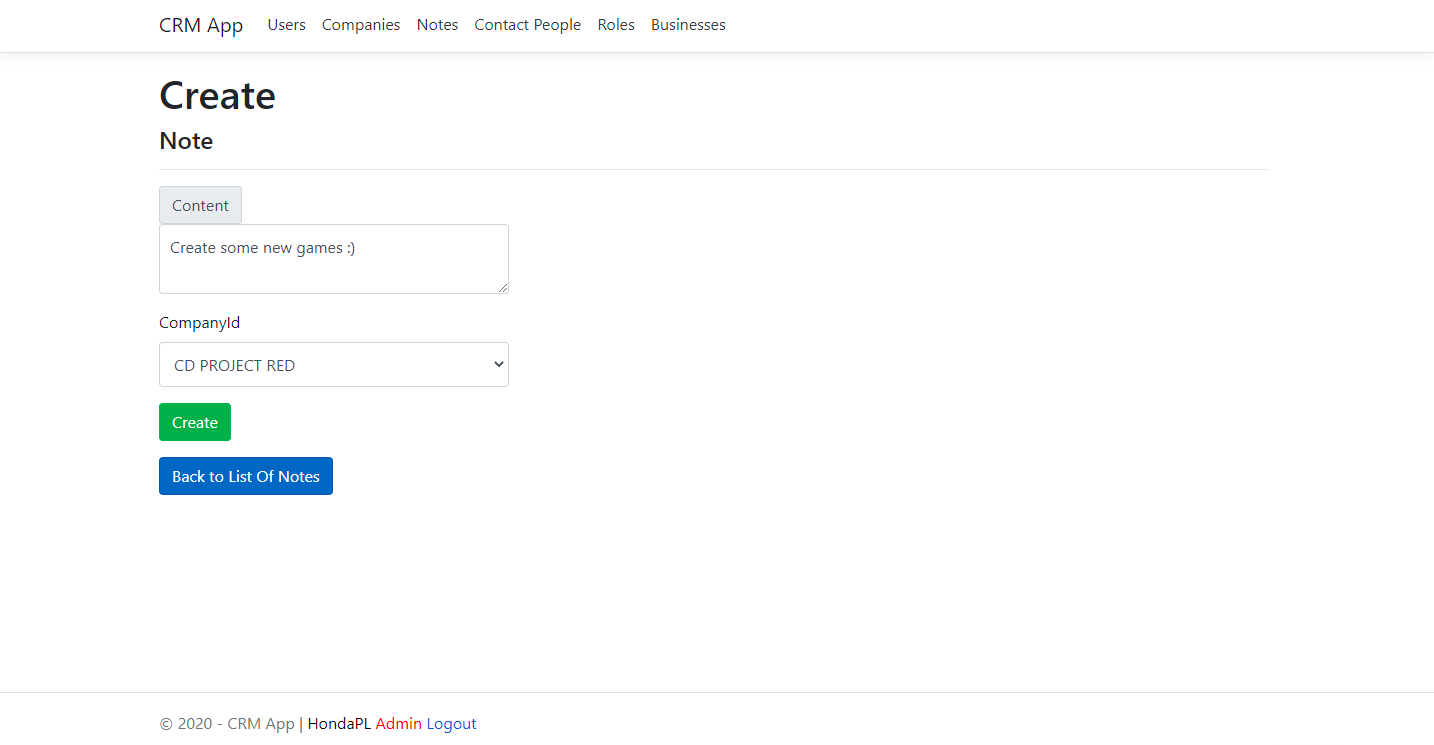 CRM App Users Companies Notes Contact People Roles Businesses
Create
Note
Content
Create some new games :)
CompanyId
CD PROJECT RED
Create
Back to List Of Notes
© 2020 - CRM App | HondaPL Admin Logout